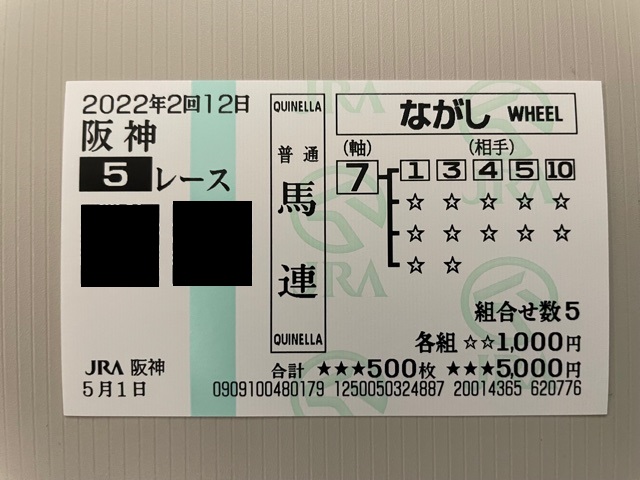 2022年2回12日
阪神
5レース
JRA 阪神
5月1日
QUINELLA
普通
馬連
QUINELLA
ながし WHEEL
(軸) (相手)
7 1 3 4 5 10
☆ ☆ ☆ ☆ ☆
☆ ☆ ☆ ☆ ☆
☆ ☆
組合せ数5
各組 ☆☆1,000円
合計 ★★★500枚 ★★★5,000円
0909100480179 1250050324887 20014365 620776
JRA
JRA
JRA